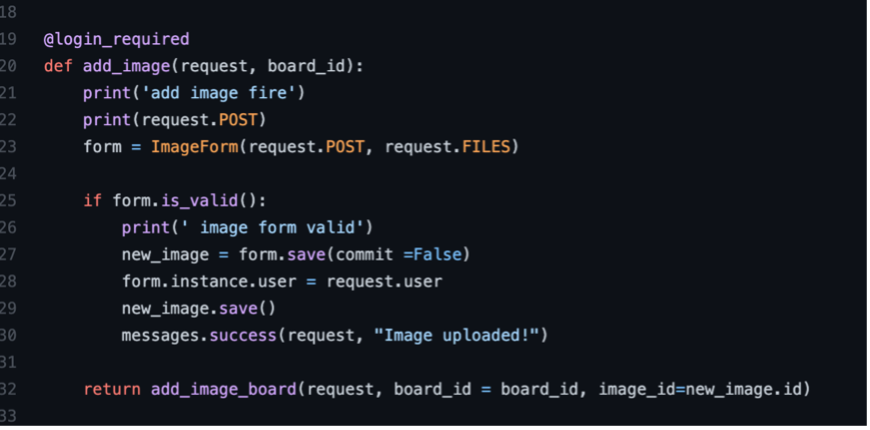 18
19 @login_required
20 def add_image(request, board_id):
21     print('add image fire')
22     print(request.POST)
23     form = ImageForm(request.POST, request.FILES)
24
25     if form.is_valid():
26         print(' image form valid')
27         new_image = form.save(commit =False)
28         form.instance.user = request.user
29         new_image.save()
30         messages.success(request, "Image uploaded!")
31
32     return add_image_board(request, board_id = board_id, image_id=new_image.id)
33